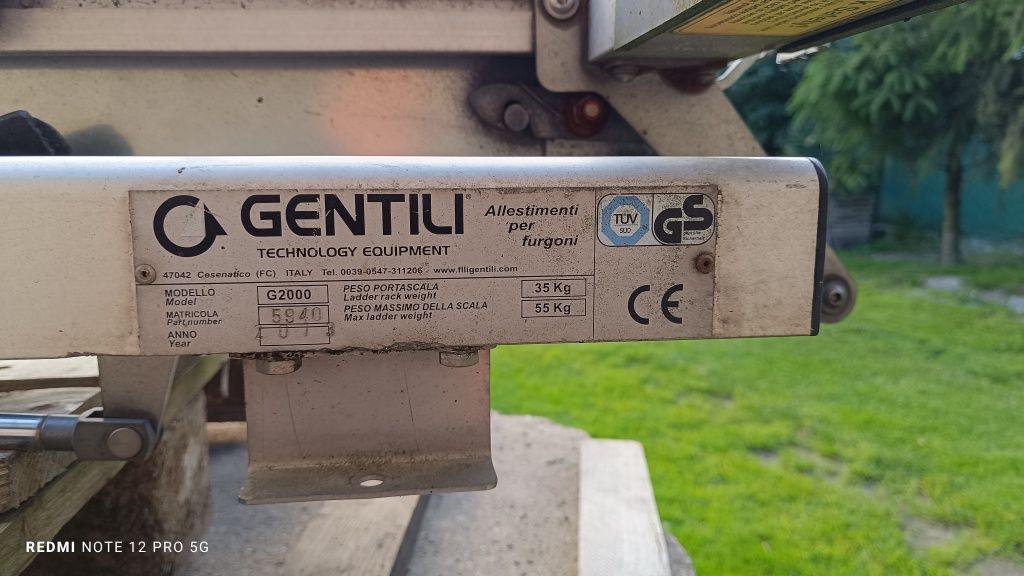 GENTILI
TECHNOLOGY EQUIPMENT
Allestimenti
per
furgoni
TÜV
SÜD
GS
geprüfte
Sicherheit
47042 Cesenatico (FC) ITALY Tel. 0039-0547-311206 www.flligentili.com
MODELLO
Model
G2000
PESO PORTASCALA
Ladder rack weight
35 Kg
MATRICOLA
Part number
5940
PESO MASSIMO DELLA SCALA
Max ladder weight
55 Kg
ANNO
Year
CE
REDMI NOTE 12 PRO 5G